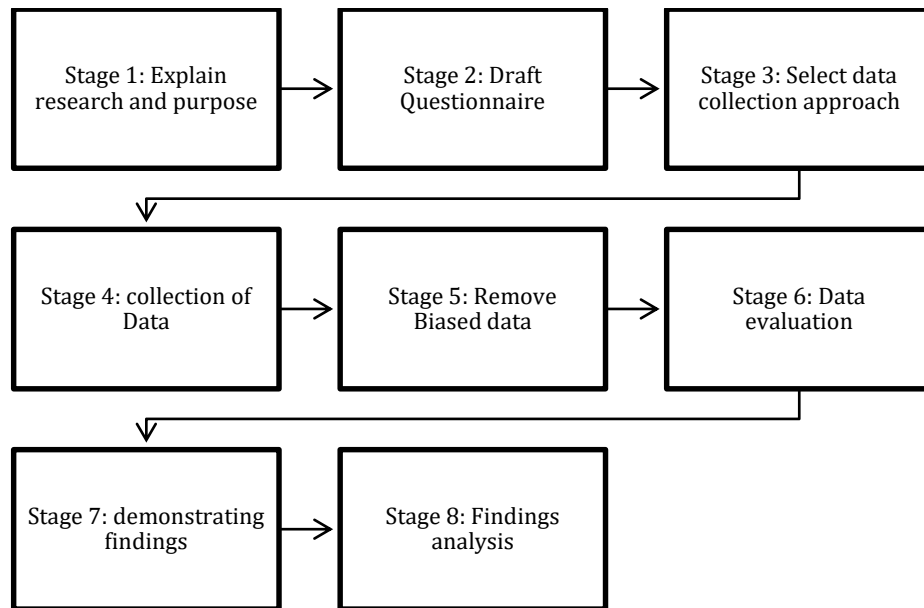 Stage 1: Explain
research and purpose
Stage 2: Draft
Questionnaire
Stage 3: Select data
collection approach
Stage 4: collection of
Data
Stage 5: Remove
Biased data
Stage 6: Data
evaluation
Stage 7: demonstrating
findings
Stage 8: Findings
analysis